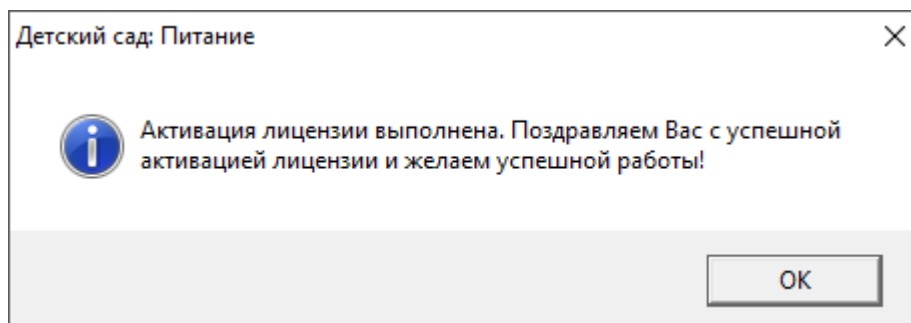 Детский сад: Питание
Активация лицензии выполнена. Поздравляем Вас с успешной
активацией лицензии и желаем успешной работы!
OK